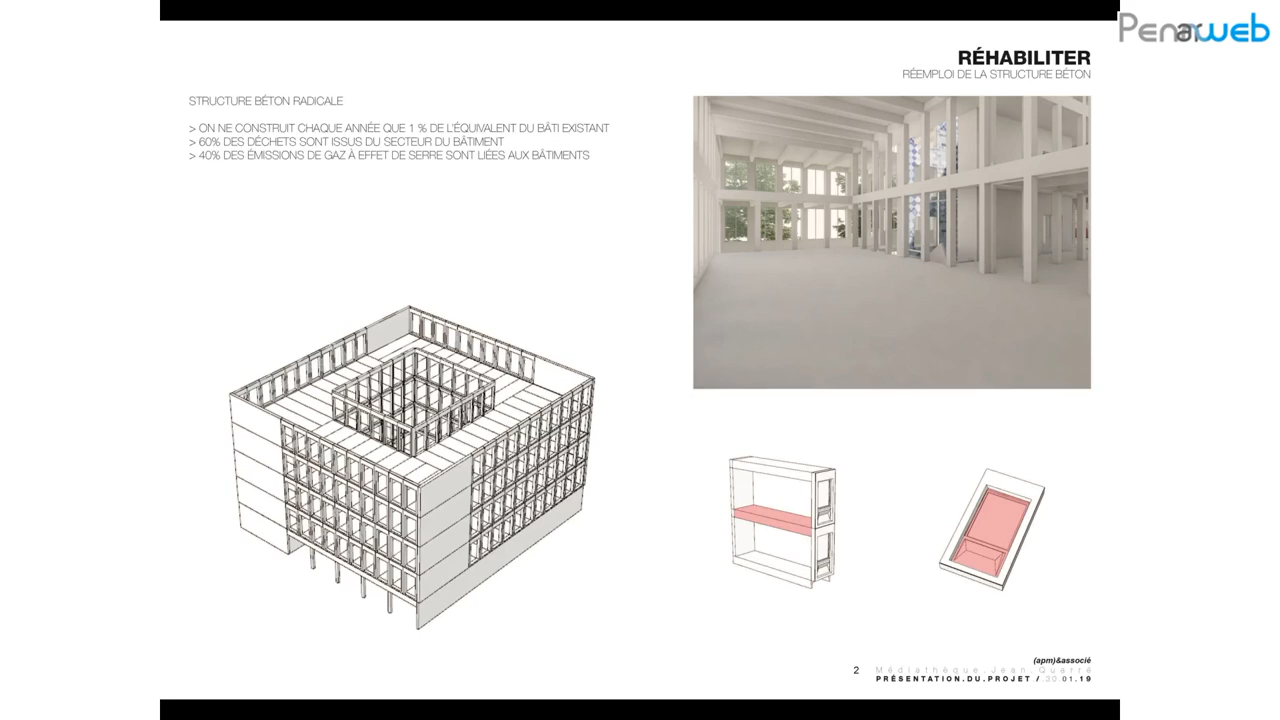 Penarweb
RÉHABILITER
RÉEMPLOI DE LA STRUCTURE BÉTON
STRUCTURE BÉTON RADICALE
> ON NE CONSTRUIT CHAQUE ANNÉE QUE 1 % DE L'ÉQUIVALENT DU BÂTI EXISTANT
> 60% DES DÉCHETS SONT ISSUS DU SECTEUR DU BÂTIMENT
> 40% DES ÉMISSIONS DE GAZ À EFFET DE SERRE SONT LIÉES AUX BÂTIMENTS
(apm)&associé
2 Médiathèque.Jean.Quarré
PRÉSENTATION.DU.PROJET / 30.01.19